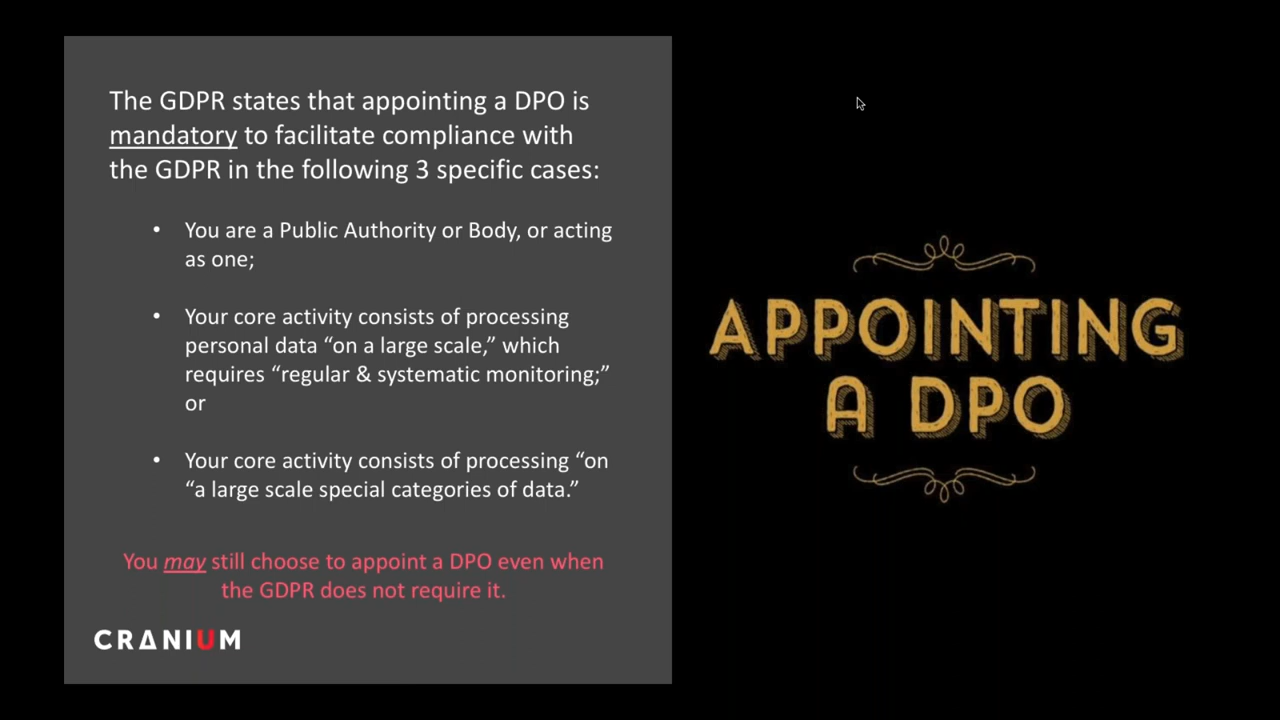 The GDPR states that appointing a DPO is
mandatory to facilitate compliance with
the GDPR in the following 3 specific cases:
• You are a Public Authority or Body, or acting
as one;
• Your core activity consists of processing
personal data “on a large scale,” which
requires “regular & systematic monitoring;”
or
• Your core activity consists of processing “on
“a large scale special categories of data.”
You may still choose to appoint a DPO even when
the GDPR does not require it.
CRANIUM
APPOINTING
A DPO